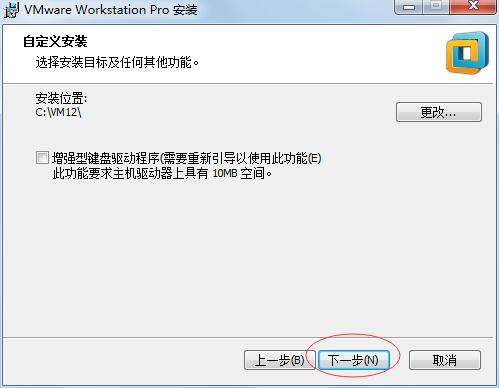 VMware Workstation Pro 安装
自定义安装
选择安装目标及任何其他功能。
安装位置:
C:\VM12\
更改...
增强型键盘驱动程序(需要重新引导以使用此功能(E)
此功能要求主机驱动器上具有 10MB 空间。
上一步(B)
下一步(N)
取消